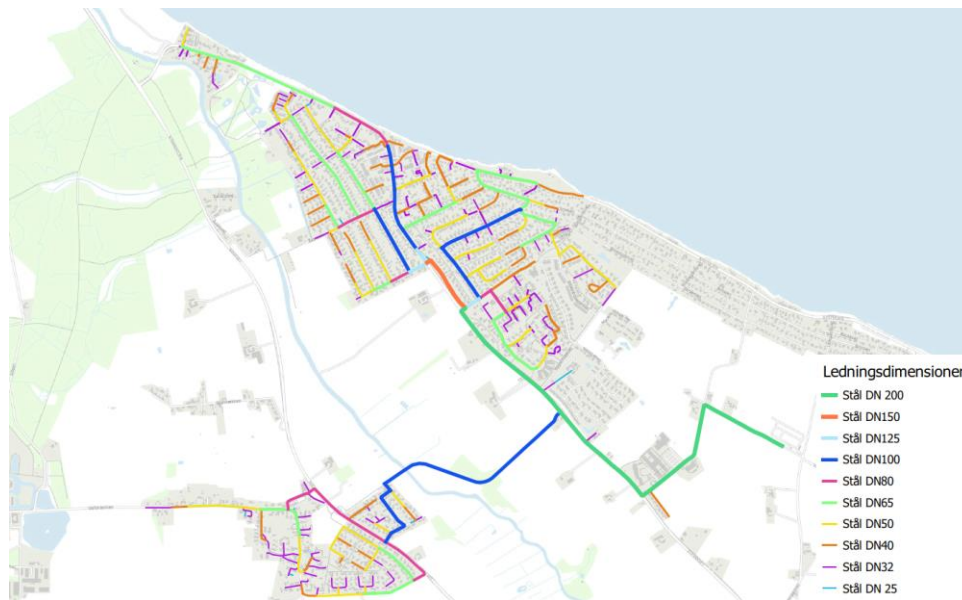 Ledningsdimensioner
Stål DN 200
Stål DN150
Stål DN125
Stål DN100
Stål DN80
Stål DN65
Stål DN50
Stål DN40
Stål DN32
Stål DN 25